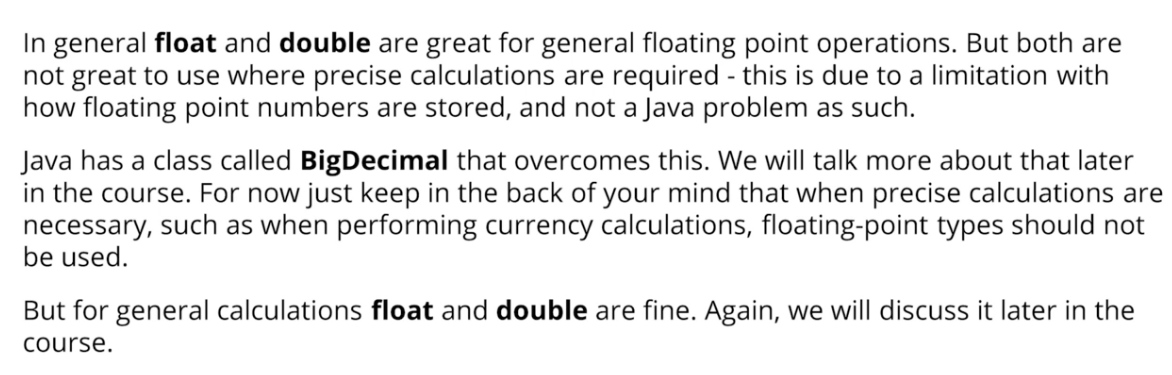 In general float and double are great for general floating point operations. But both are
not great to use where precise calculations are required - this is due to a limitation with
how floating point numbers are stored, and not a Java problem as such.
Java has a class called BigDecimal that overcomes this. We will talk more about that later
in the course. For now just keep in the back of your mind that when precise calculations are
necessary, such as when performing currency calculations, floating-point types should not
be used.
But for general calculations float and double are fine. Again, we will discuss it later in the
course.